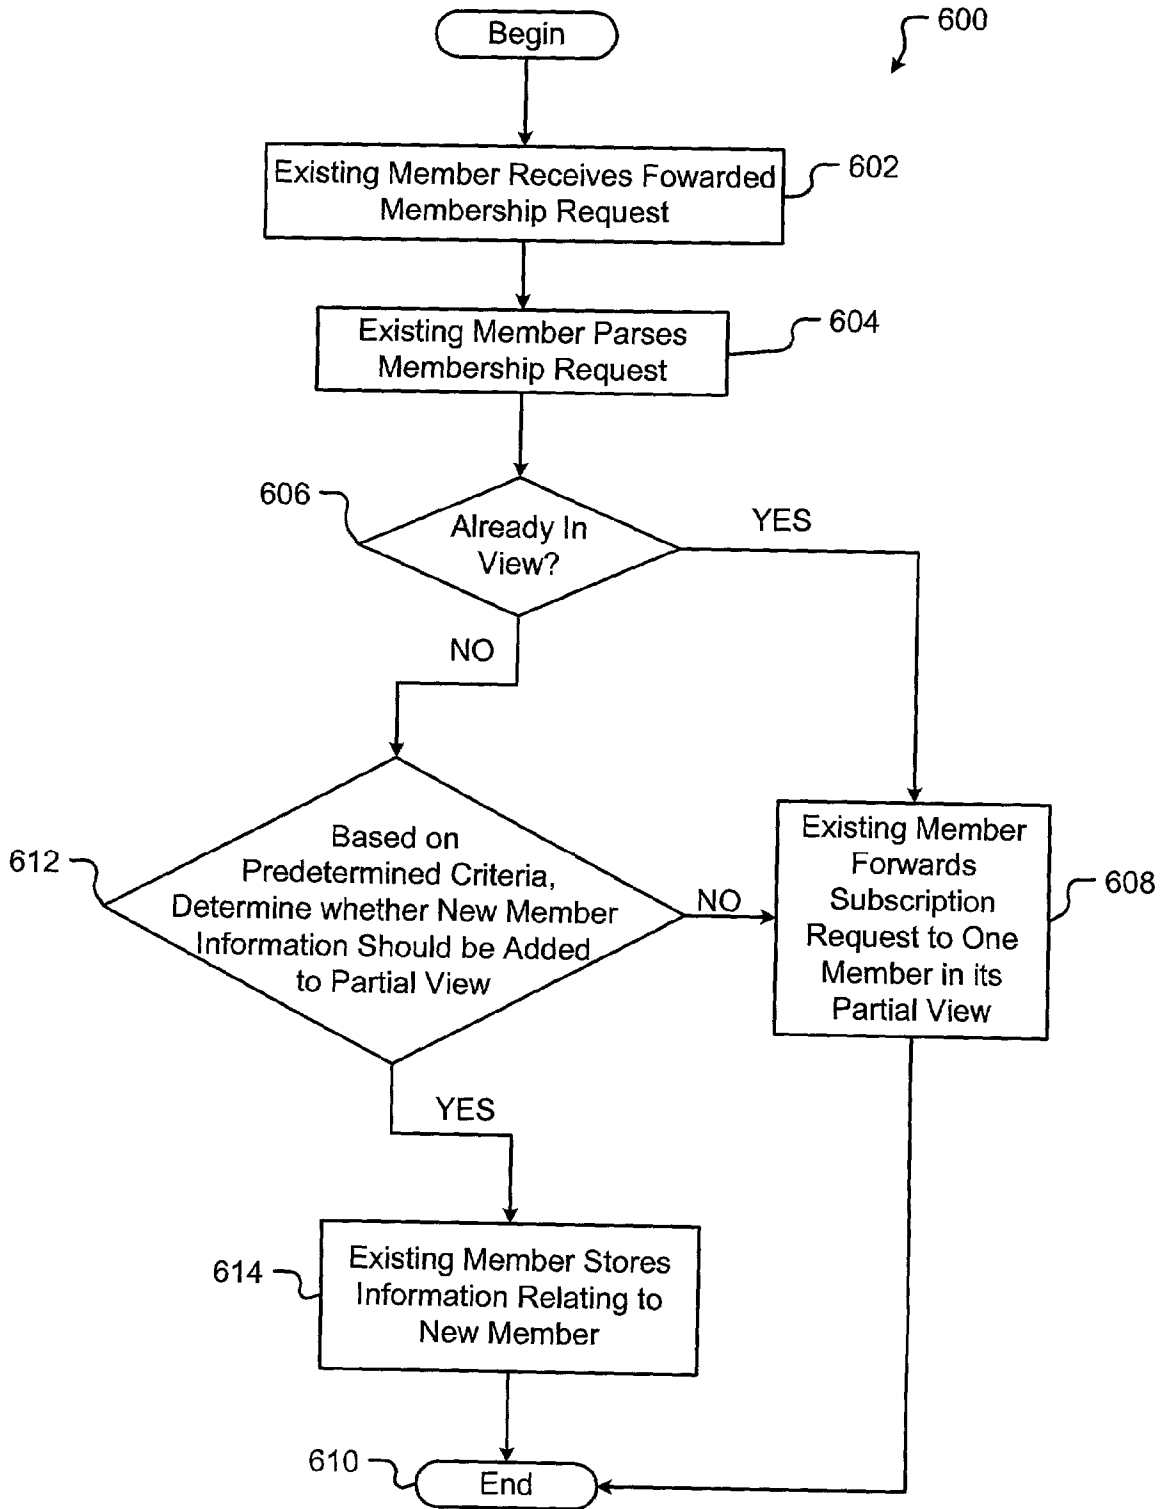 Begin
600
Existing Member Receives Fowarded
Membership Request
602
Existing Member Parses
Membership Request
604
606
Already In
View?
YES
NO
612
Based on
Predetermined Criteria,
Determine whether New Member
Information Should be Added
to Partial View
NO
Existing Member
Forwards
Subscription
Request to One
Member in its
Partial View
608
YES
614
Existing Member Stores
Information Relating to
New Member
610
End